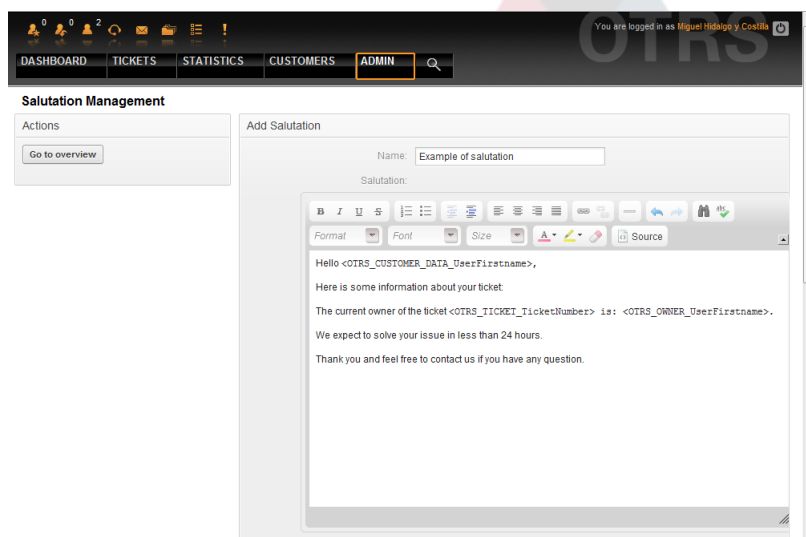 0 0 2
You are logged in as Miguel Hidalgo y Costilla
OTRS
DASHBOARD TICKETS STATISTICS CUSTOMERS ADMIN
Salutation Management
Actions
Go to overview
Add Salutation
Name: Example of salutation
Salutation:
B I U S
Format Font Size A Source
Hello <OTRS_CUSTOMER_DATA_UserFirstname>,
Here is some information about your ticket:
The current owner of the ticket <OTRS_TICKET_TicketNumber> is: <OTRS_OWNER_UserFirstname>.
We expect to solve your issue in less than 24 hours.
Thank you and feel free to contact us if you have any question.